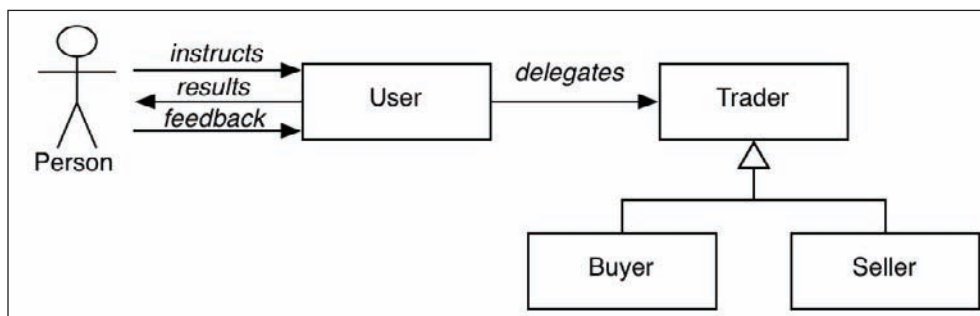 instructs
results
feedback
Person
User
delegates
Trader
Buyer
Seller